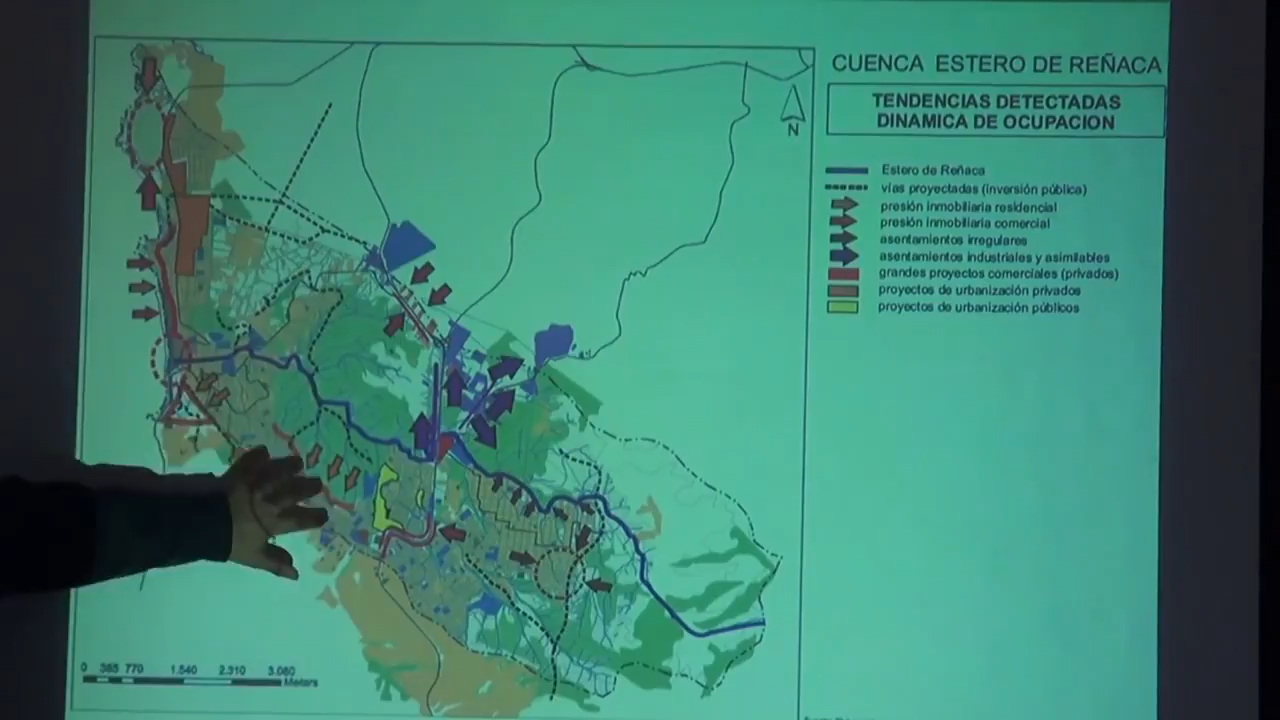 CUENCA ESTERO DE REÑACA
TENDENCIAS DETECTADAS
DINAMICA DE OCUPACION
N
Estero de Reñaca
vías proyectadas (inversión pública)
presión inmobiliaria residencial
presión inmobiliaria comercial
asentamientos irregulares
asentamientos industriales y asimilables
grandes proyectos comerciales (privados)
proyectos de urbanización privados
proyectos de urbanización públicos
0 385 770 1.540 2.310 3.080
Meters